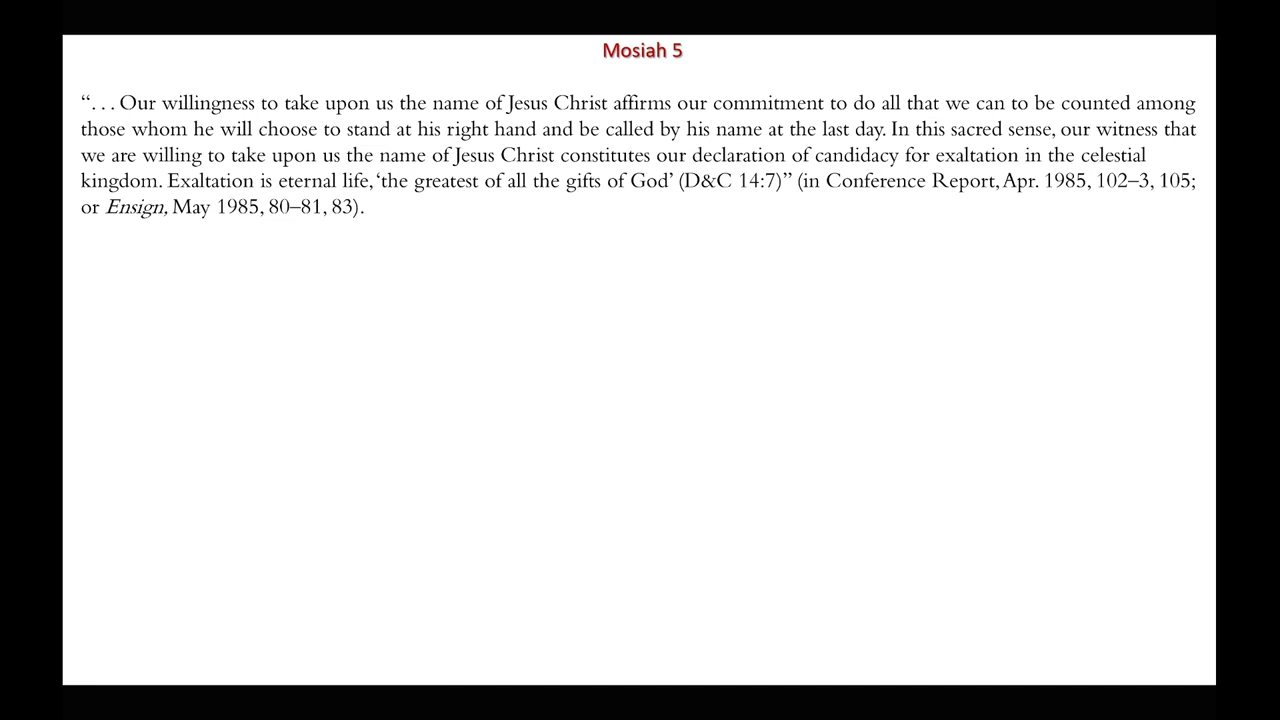 Mosiah 5
“. . . Our willingness to take upon us the name of Jesus Christ affirms our commitment to do all that we can to be counted among
those whom he will choose to stand at his right hand and be called by his name at the last day. In this sacred sense, our witness that
we are willing to take upon us the name of Jesus Christ constitutes our declaration of candidacy for exaltation in the celestial
kingdom. Exaltation is eternal life, ‘the greatest of all the gifts of God’ (D&C 14:7)” (in Conference Report, Apr. 1985, 102–3, 105;
or Ensign, May 1985, 80–81, 83).